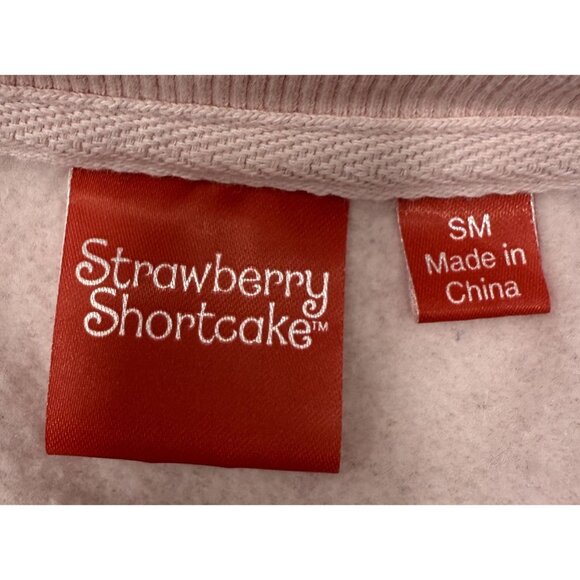 Strawberry
Shortcake™
SM
Made in
China